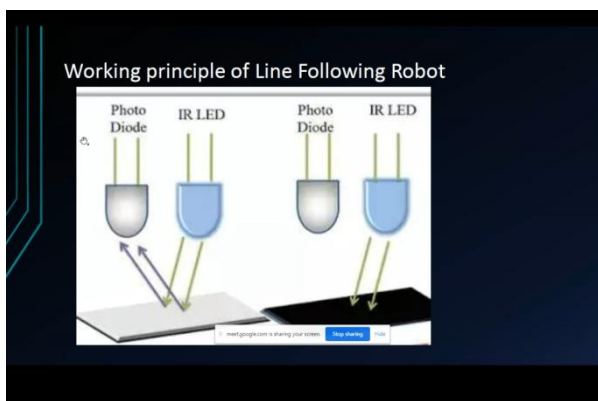 Working principle of Line Following Robot
Photo
Diode
IR LED
Photo
Diode
IR LED
meet.google.com is sharing your screen. Stop sharing Hide